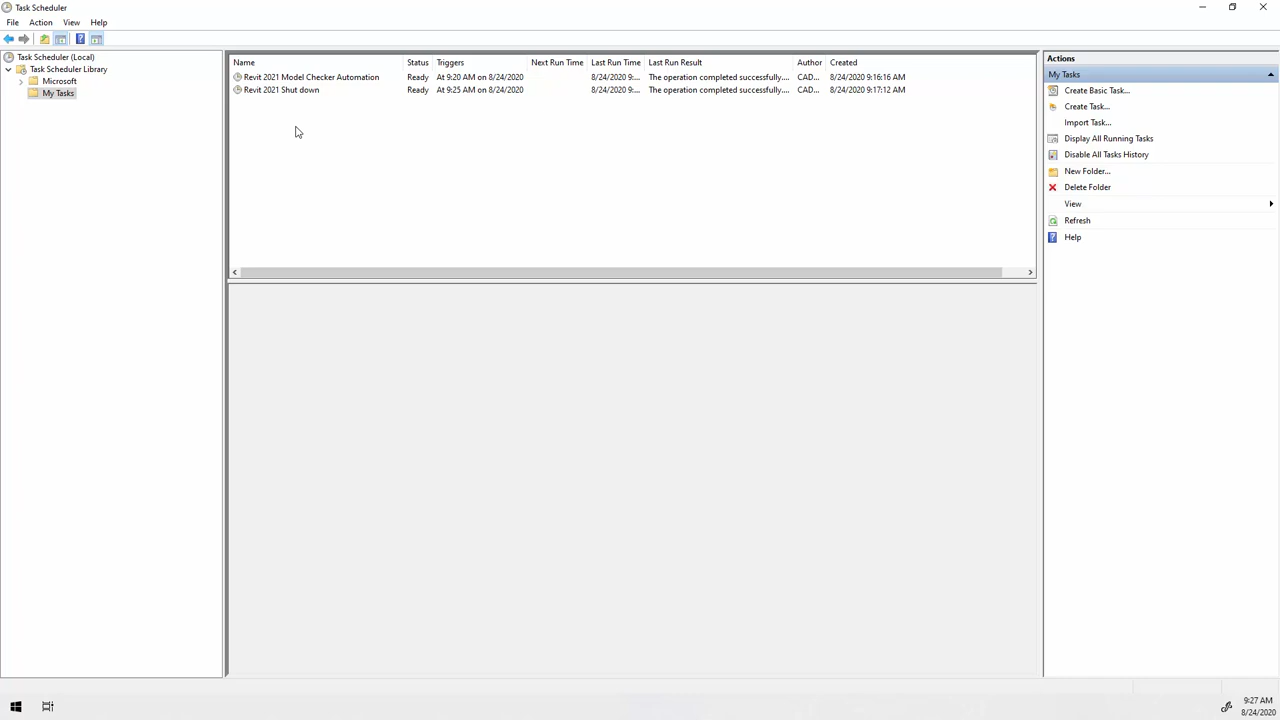 Task Scheduler
File Action View Help
Task Scheduler (Local)
Task Scheduler Library
Microsoft
My Tasks
Name Status Triggers Next Run Time Last Run Time Last Run Result Author Created
Revit 2021 Model Checker Automation Ready At 9:20 AM on 8/24/2020 8/24/2020 9:... The operation completed successfully.... CAD... 8/24/2020 9:16:16 AM
Revit 2021 Shut down Ready At 9:25 AM on 8/24/2020 8/24/2020 9:... The operation completed successfully.... CAD... 8/24/2020 9:17:12 AM
Actions
My Tasks
Create Basic Task...
Create Task...
Import Task...
Display All Running Tasks
Disable All Tasks History
New Folder...
Delete Folder
View
Refresh
Help
9:27 AM
8/24/2020